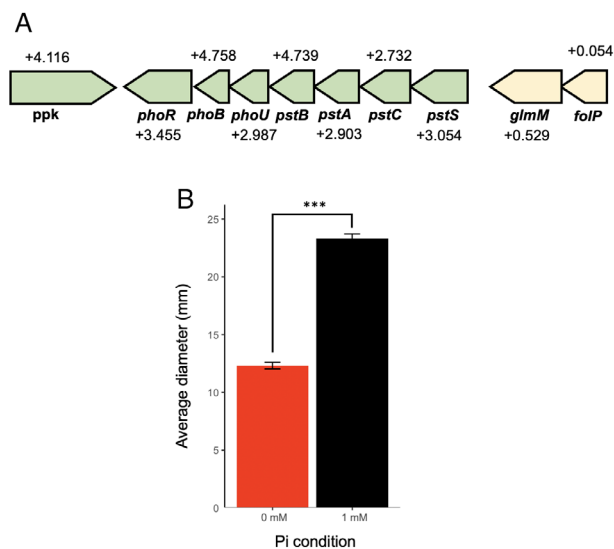 A
+4.116 +4.758 +4.739 +2.732 +0.054
ppk phoR phoB phoU pstB pstA pstC pstS glmM folP
+3.455 +2.987 +2.903 +3.054 +0.529
B
***
Average diameter (mm)
25
20
15
10
5
0
0 mM 1 mM
Pi condition